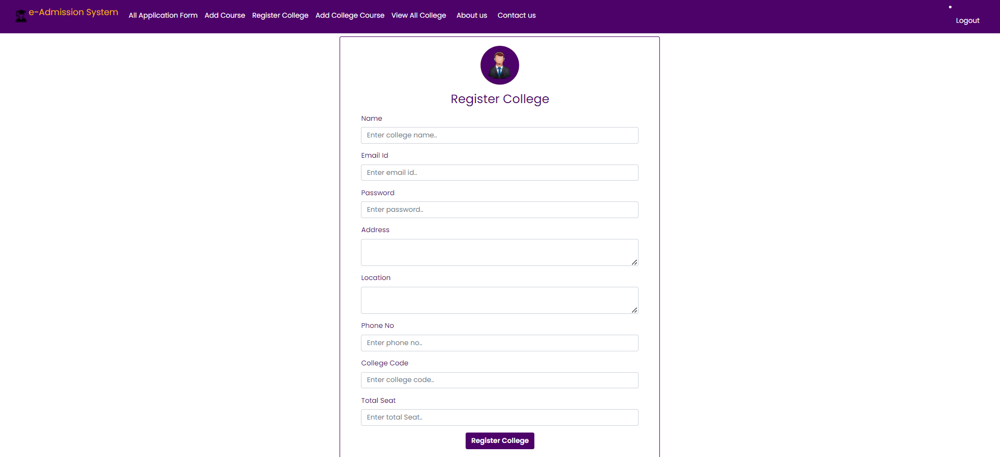 e-Admission System
All Application Form Add Course Register College Add College Course View All College About us Contact us
Logout
Register College
Name
Enter college name..
Email Id
Enter email id..
Password
Enter password..
Address
Location
Phone No
Enter phone no..
College Code
Enter college code..
Total Seat
Enter total Seat..
Register College